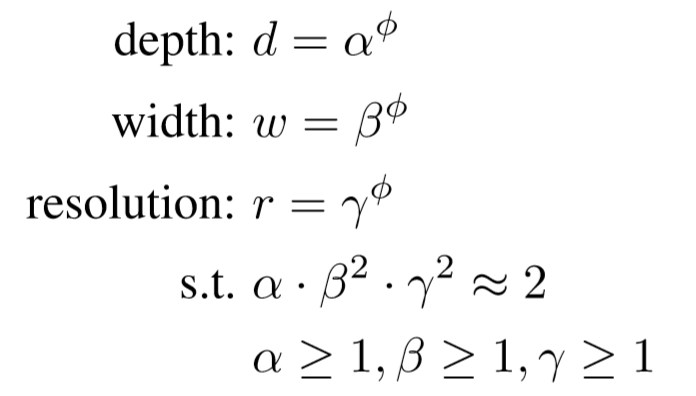 depth: d = α^ϕ
width: w = β^ϕ
resolution: r = γ^ϕ
s.t. α · β² · γ² ≈ 2
α ≥ 1, β ≥ 1, γ ≥ 1